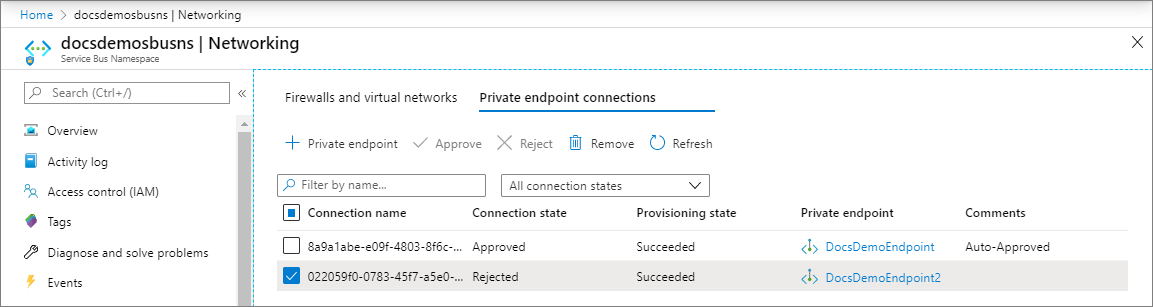 Home > docsdemosbusns | Networking
docsdemosbusns | Networking
Service Bus Namespace
Search (Ctrl+/)
Overview
Activity log
Access control (IAM)
Tags
Diagnose and solve problems
Events
Firewalls and virtual networks Private endpoint connections
Private endpoint Approve Reject Remove Refresh
Filter by name... All connection states
Connection name Connection state Provisioning state Private endpoint Comments
8a9a1abe-e09f-4803-8f6c-... Approved Succeeded DocsDemoEndpoint Auto-Approved
022059f0-0783-45f7-a5e0-... Rejected Succeeded DocsDemoEndpoint2